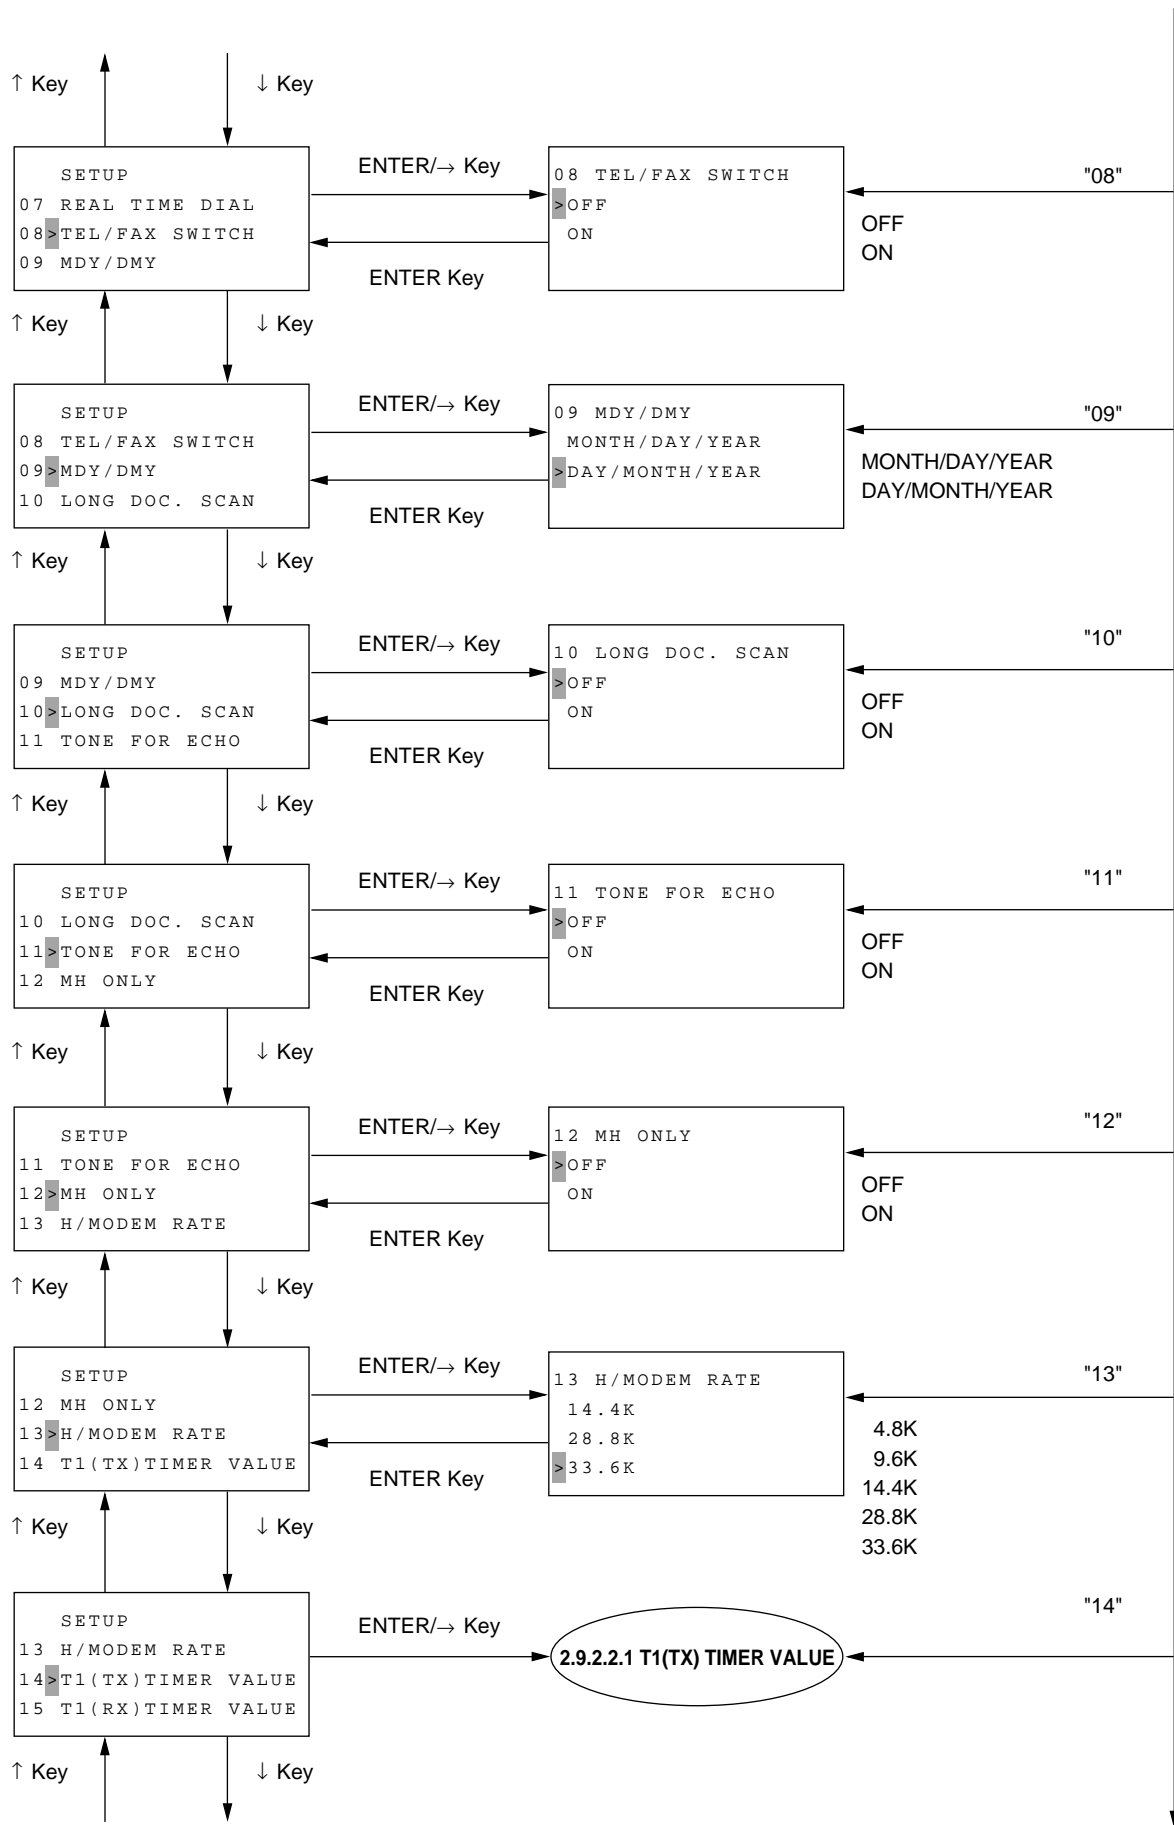 ↑ Key
↓ Key
SETUP
07 REAL TIME DIAL
08>TEL/FAX SWITCH
09 MDY/DMY
ENTER/→ Key
ENTER Key
08 TEL/FAX SWITCH
>OFF
ON
"08"
OFF
ON
↑ Key
↓ Key
SETUP
08 TEL/FAX SWITCH
09>MDY/DMY
10 LONG DOC. SCAN
ENTER/→ Key
ENTER Key
09 MDY/DMY
MONTH/DAY/YEAR
>DAY/MONTH/YEAR
"09"
MONTH/DAY/YEAR
DAY/MONTH/YEAR
↑ Key
↓ Key
SETUP
09 MDY/DMY
10>LONG DOC. SCAN
11 TONE FOR ECHO
ENTER/→ Key
ENTER Key
10 LONG DOC. SCAN
>OFF
ON
"10"
OFF
ON
↑ Key
↓ Key
SETUP
10 LONG DOC. SCAN
11>TONE FOR ECHO
12 MH ONLY
ENTER/→ Key
ENTER Key
11 TONE FOR ECHO
>OFF
ON
"11"
OFF
ON
↑ Key
↓ Key
SETUP
11 TONE FOR ECHO
12>MH ONLY
13 H/MODEM RATE
ENTER/→ Key
ENTER Key
12 MH ONLY
>OFF
ON
"12"
OFF
ON
↑ Key
↓ Key
SETUP
12 MH ONLY
13>H/MODEM RATE
14 T1(TX)TIMER VALUE
ENTER/→ Key
ENTER Key
13 H/MODEM RATE
14.4K
28.8K
>33.6K
"13"
4.8K
9.6K
14.4K
28.8K
33.6K
↑ Key
↓ Key
SETUP
13 H/MODEM RATE
14>T1(TX)TIMER VALUE
15 T1(RX)TIMER VALUE
ENTER/→ Key
2.9.2.2.1 T1(TX) TIMER VALUE
"14"
↑ Key
↓ Key